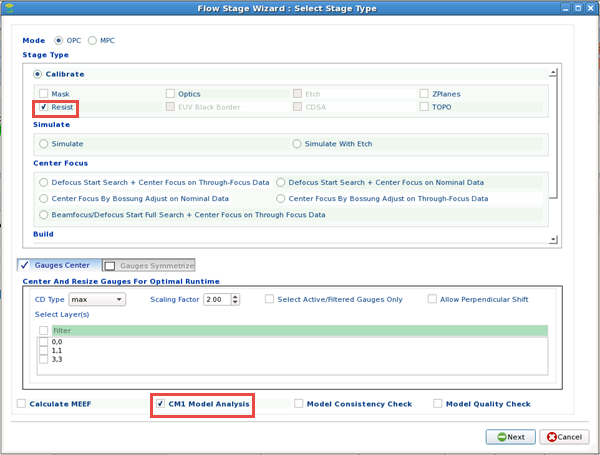 Flow Stage Wizard : Select Stage Type
Mode OPC MPC
Stage Type
Calibrate
Mask Optics Etch ZPlanes
Resist EUV Black Border CDSA TOPO
Simulate
Simulate Simulate With Etch
Center Focus
Defocus Start Search + Center Focus on Through-Focus Data Defocus Start Search + Center Focus on Nominal Data
Center Focus By Bossung Adjust on Nominal Data Center Focus By Bossung Adjust on Through-Focus Data
Beamfocus/Defocus Start Full Search + Center Focus on Through Focus Data
Build
Gauges Center Gauges Symmetrize
Center And Resize Gauges For Optimal Runtime
CD Type max Scaling Factor 2.00 Select Active/Filtered Gauges Only Allow Perpendicular Shift
Select Layer(s)
Filter
0,0
1,1
3,3
Calculate MEEF CM1 Model Analysis Model Consistency Check Model Quality Check
Next Cancel